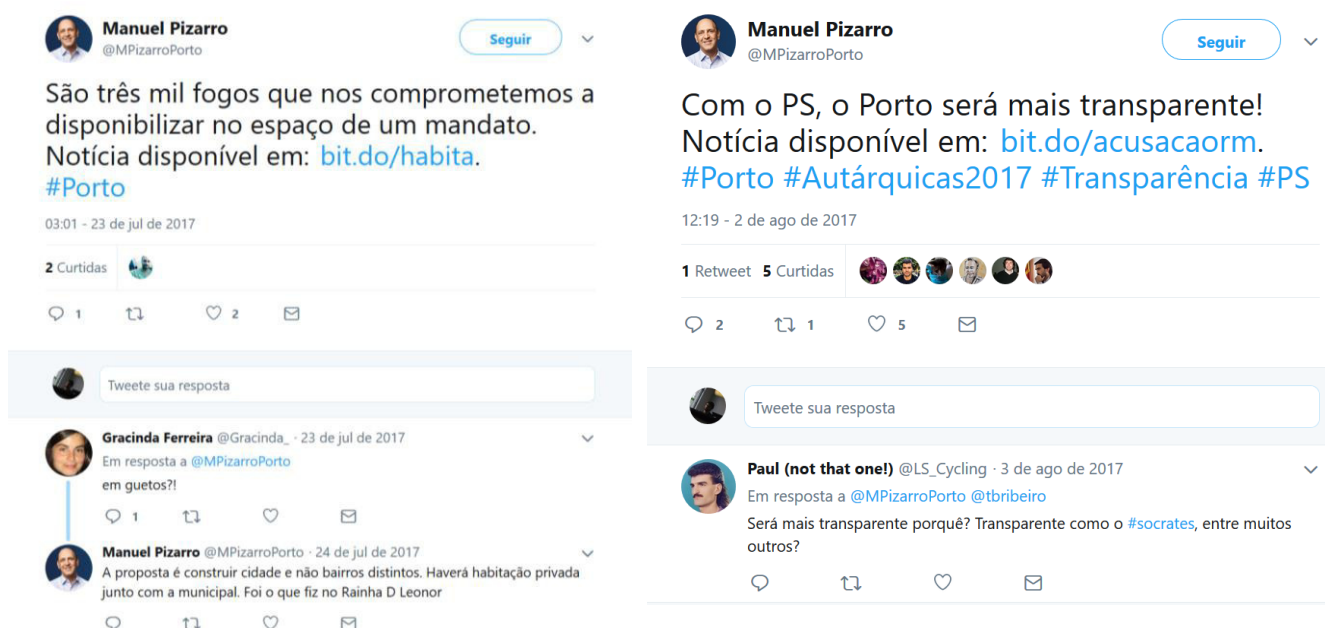 Manuel Pizarro
@MPizarroPorto
Seguir
São três mil fogos que nos comprometemos a
disponibilizar no espaço de um mandato.
Notícia disponível em: bit.do/habita.
#Porto
03:01 - 23 de jul de 2017
2 Curtidas
1 2
Tweete sua resposta
Gracinda Ferreira @Gracinda_ · 23 de jul de 2017
Em resposta a @MPizarroPorto
em guetos?!
1
Manuel Pizarro @MPizarroPorto · 24 de jul de 2017
A proposta é construir cidade e não bairros distintos. Haverá habitação privada
junto com a municipal. Foi o que fiz no Rainha D Leonor
Manuel Pizarro
@MPizarroPorto
Seguir
Com o PS, o Porto será mais transparente!
Notícia disponível em: bit.do/acusacaorm.
#Porto #Autárquicas2017 #Transparência #PS
12:19 - 2 de ago de 2017
1 Retweet 5 Curtidas
2 1 5
Tweete sua resposta
Paul (not that one!) @LS_Cycling · 3 de ago de 2017
Em resposta a @MPizarroPorto @tbribeiro
Será mais transparente porquê? Transparente como o #socrates, entre muitos
outros?